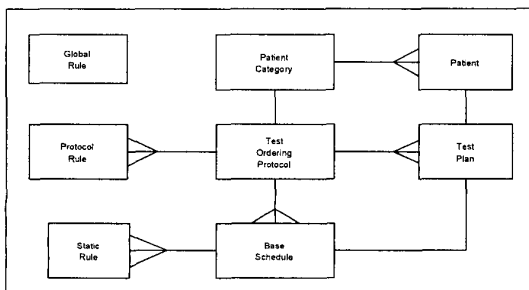 Global
Rule
Patient
Category
Patient
Protocol
Rule
Test
Ordering
Protocol
Test
Plan
Static
Rule
Base
Schedule